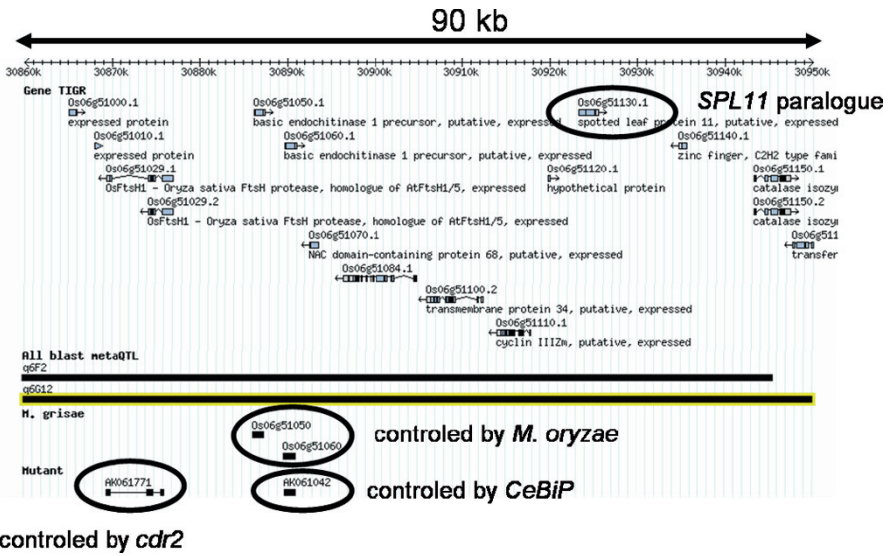 90 kb
30860k 30870k 30880k 30890k 30900k 30910k 30920k 30930k 30940k 30950k
Gene TIGR
Os06g51000.1 Os06g51050.1 Os06g51130.1 SPL11 paralogue
expressed protein basic endochitinase 1 precursor, putative, expressed spotted leaf protein 11, putative, expressed
Os06g51010.1 Os06g51060.1 Os06g51140.1
expressed protein basic endochitinase 1 precursor, putative, expressed zinc finger, C2H2 type fami
Os06g51029.1 Os06g51120.1 Os06g51150.1
OsFtsH1 - Oryza sativa FtsH protease, homologue of AtFtsH1/5, expressed hypothetical protein catalase isozy
Os06g51029.2 Os06g51150.2
OsFtsH1 - Oryza sativa FtsH protease, homologue of AtFtsH1/5, expressed catalase isozy
Os06g51070.1 Os06g511
NAC domain-containing protein 68, putative, expressed transfer
Os06g51084.1
Os06g51100.2
transmembrane protein 34, putative, expressed
Os06g51110.1
cyclin IIIZm, putative, expressed
All blast metaQTL
q6F2
q6G12
M. grisae
Os06g51050
controled by M. oryzae
Os06g51060
Mutant
AK061771 AK061042 controled by CeBiP
controled by cdr2